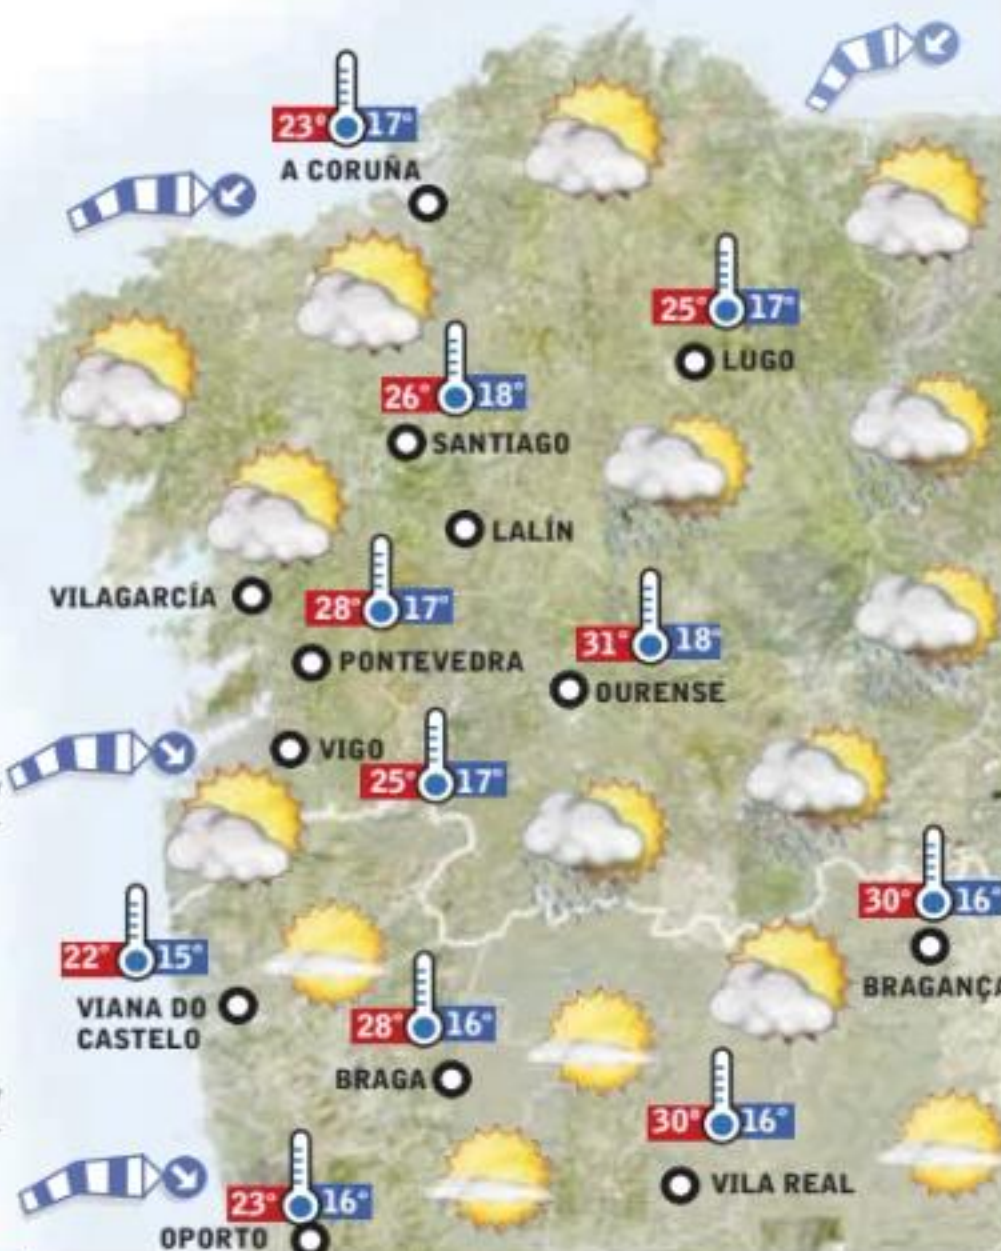 23° 17°
A CORUÑA
25° 17°
LUGO
26° 18°
SANTIAGO
LALÍN
VILAGARCÍA
28° 17°
PONTEVEDRA
31° 18°
OURENSE
VIGO
25° 17°
30° 16°
BRAGANÇA
22° 15°
VIANA DO
CASTELO
28° 16°
BRAGA
30° 16°
VILA REAL
23° 16°
OPORTO